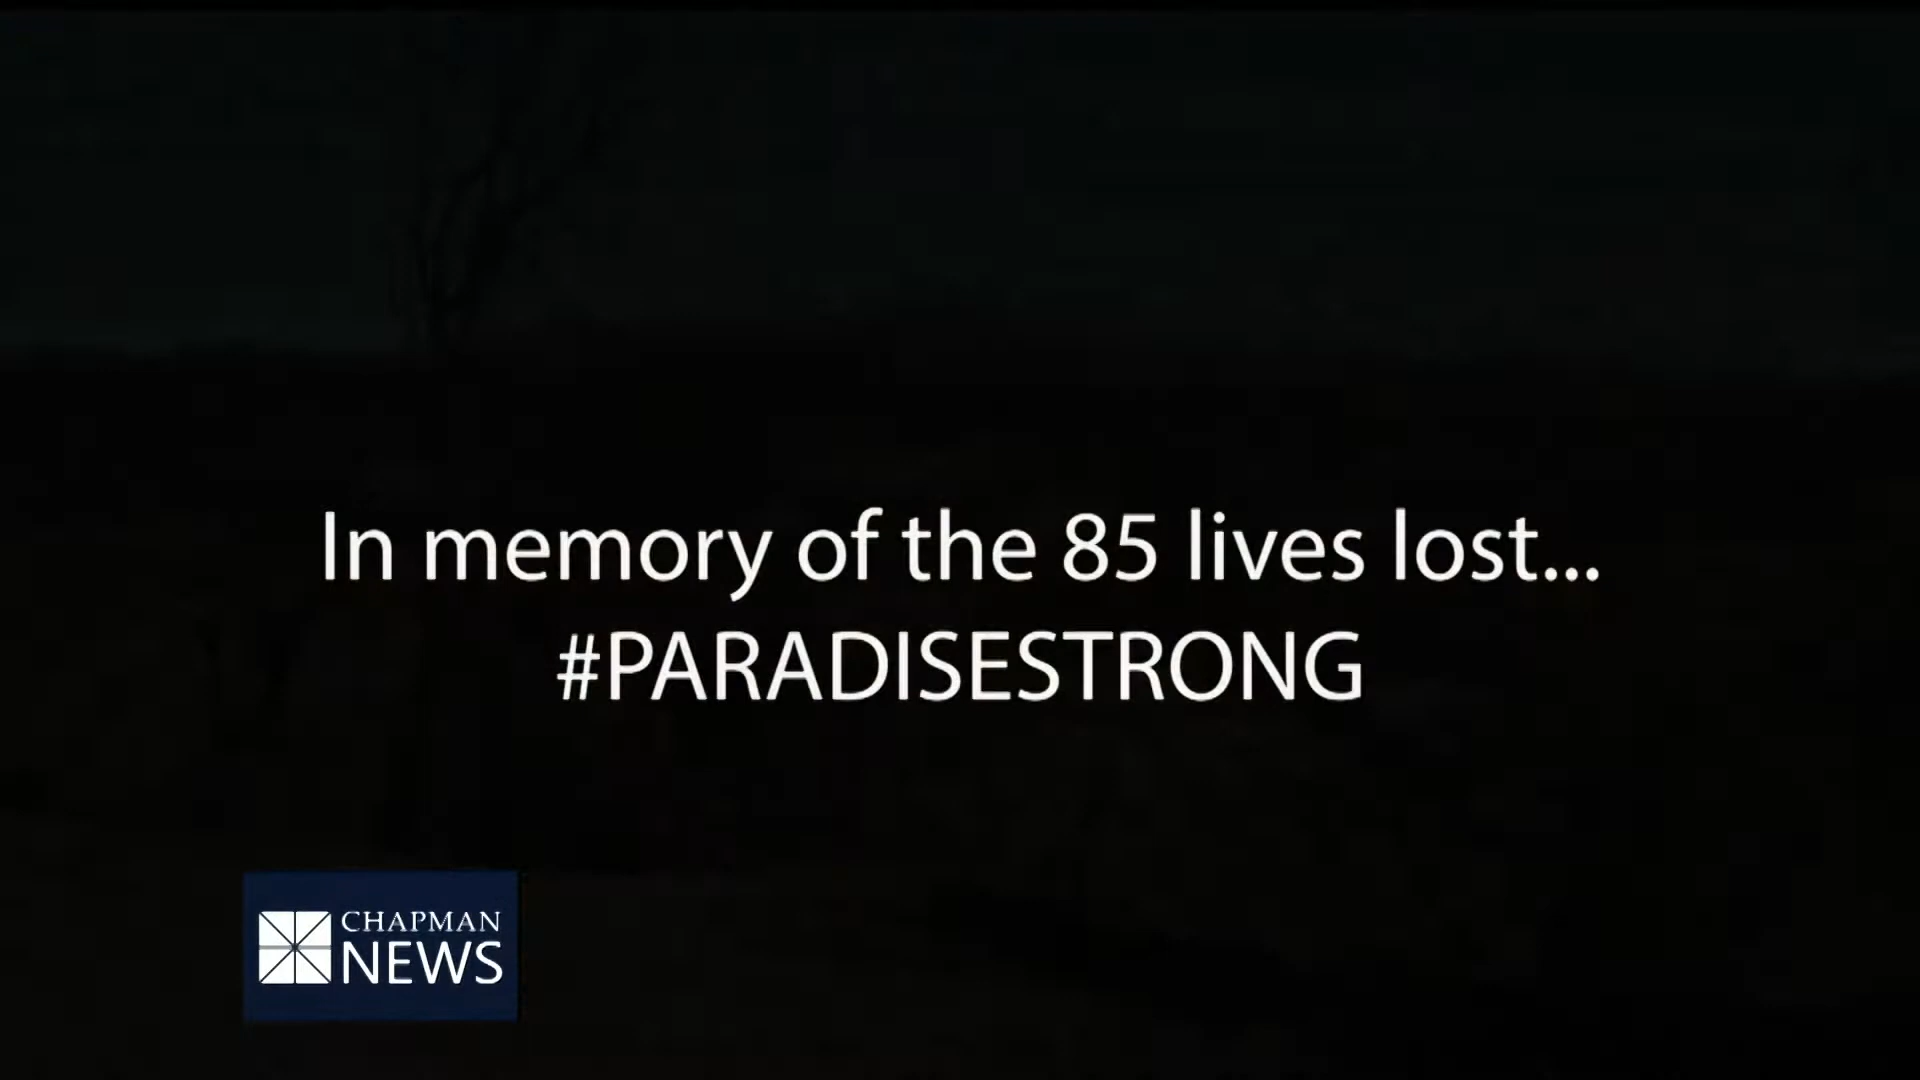 In memory of the 85 lives lost...
#PARADISESTRONG
CHAPMAN
NEWS